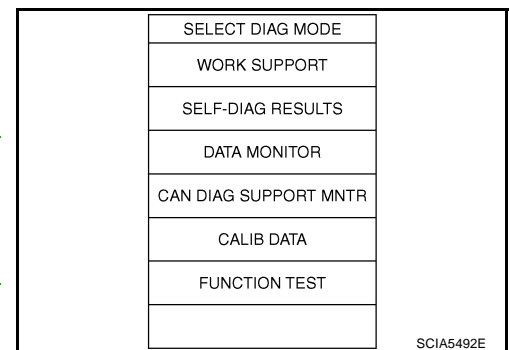 SELECT DIAG MODE
WORK SUPPORT
SELF-DIAG RESULTS
DATA MONITOR
CAN DIAG SUPPORT MNTR
CALIB DATA
FUNCTION TEST
SCIA5492E